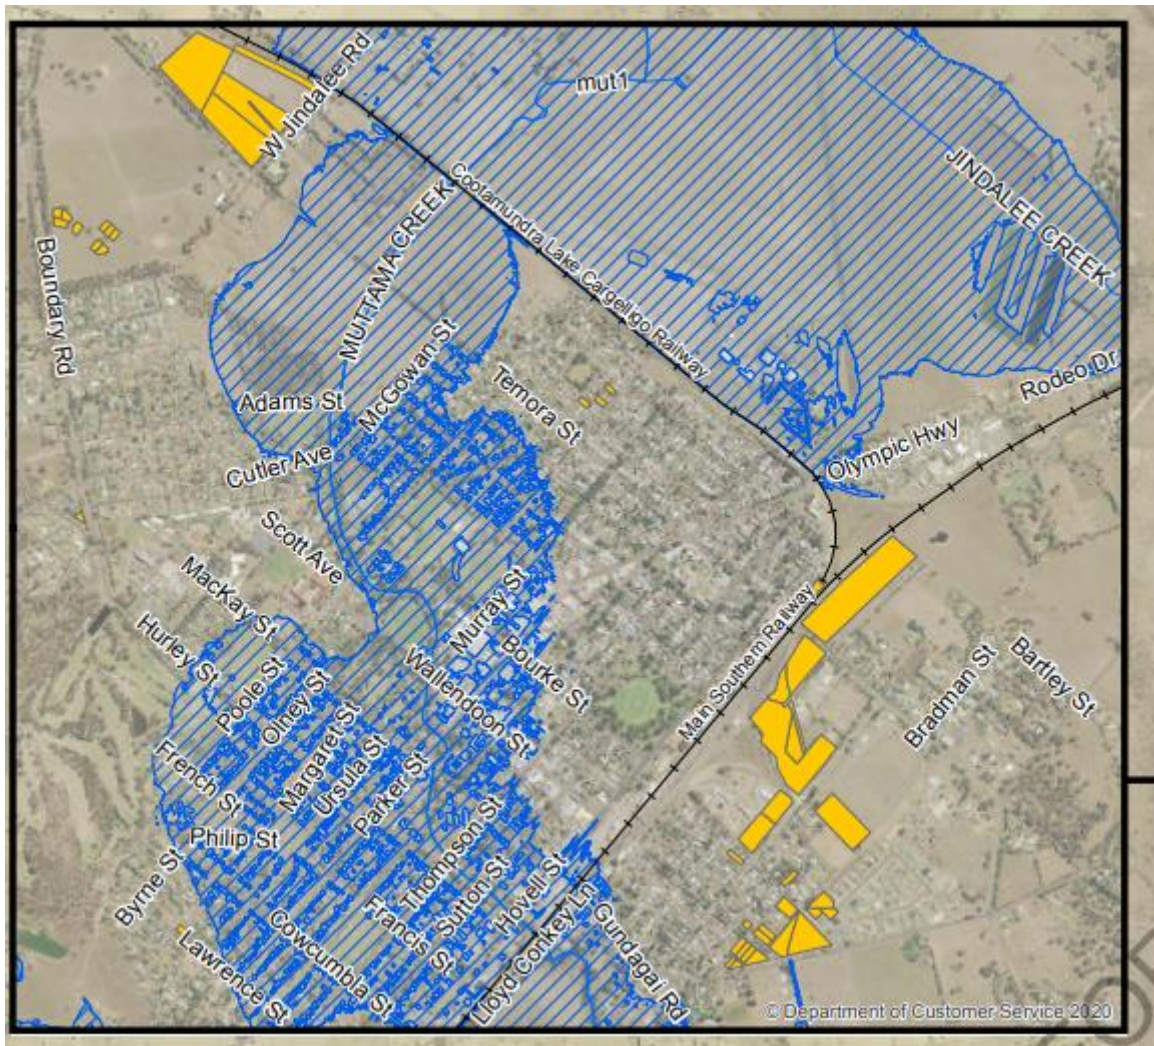 W Jindalee Rd
mut1
JINDALEE CREEK
Cootamundra Lake Cargelligo Railway
MUTTAMA CREEK
Boundary Rd
McGowan St
Rodeo Dr
Temora St
Adams St
Olympic Hwy
Cutler Ave
Scott Ave
MacKay St
Murray St
Main Southern Railway
Hurley St
Bourke St
Bartley St
Poole St
Wallendoon St
Bradman St
Olney St
Margaret St
Ursula St
French St
Parker St
Philip St
Thompson St
Byrne St
Sutton St
Hovell St
Francis St
Cowcumbla St
Lloyd Conkey Ln
Gundagai Rd
Lawrence St
© Department of Customer Service 2020